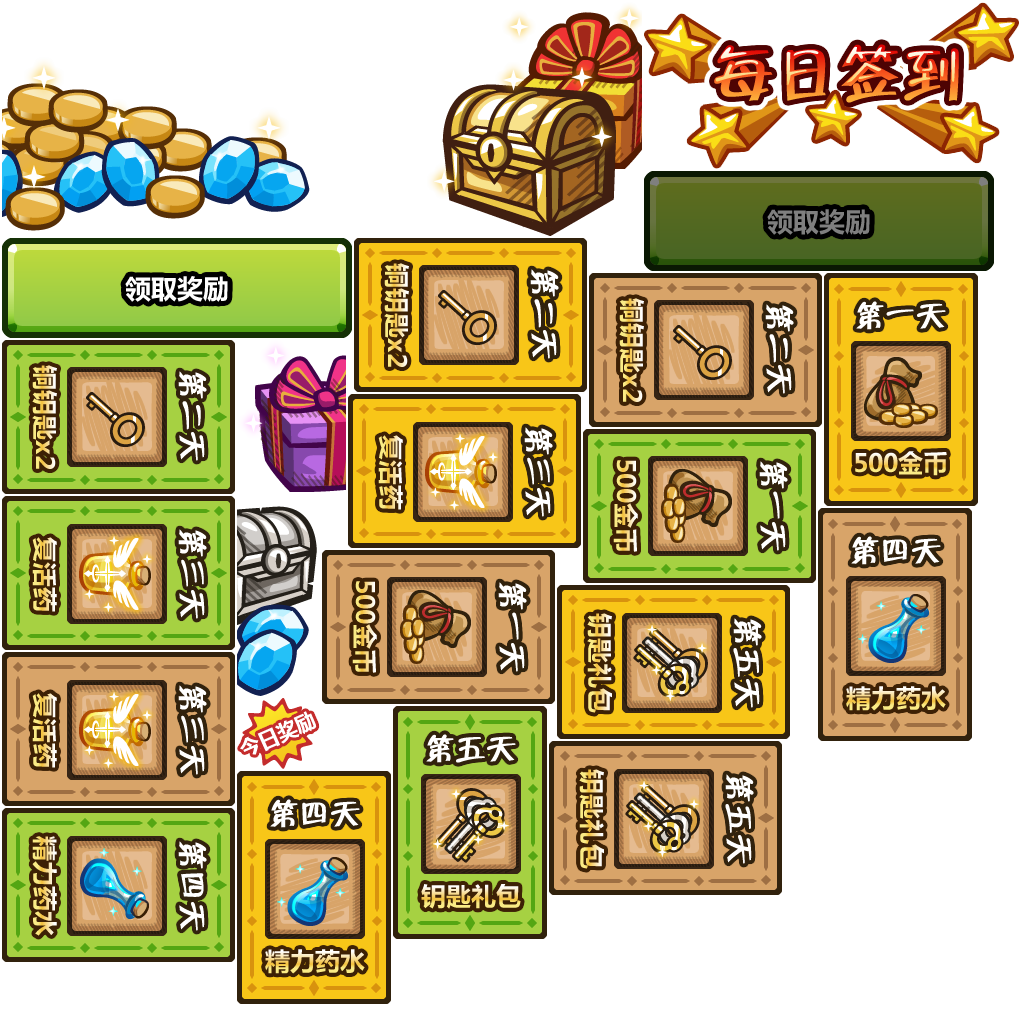 每日签到
领取奖励
领取奖励
第二天
铜钥匙x2
第二天
铜钥匙x2
第一天
500金币
第二天
铜钥匙x2
第三天
复活药
第一天
500金币
第三天
复活药
第四天
精力药水
第一天
500金币
第五天
钥匙礼包
第三天
复活药
今日奖励
第五天
钥匙礼包
第五天
钥匙礼包
第四天
精力药水
第四天
精力药水